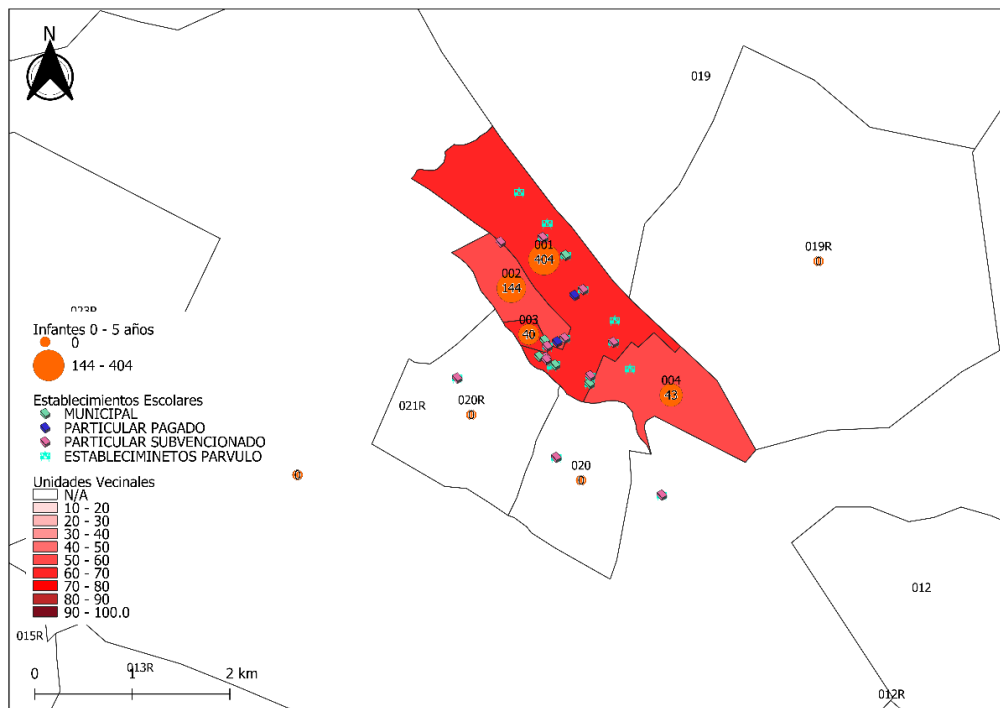 N
019
001
404
019R
002
144
003
40
004
43
023R
Infantes 0 - 5 años
0
144 - 404
Establecimientos Escolares
MUNICIPAL
PARTICULAR PAGADO
PARTICULAR SUBVENCIONADO
ESTABLECIMINETOS PARVULO
Unidades Vecinales
N/A
10 - 20
20 - 30
30 - 40
40 - 50
50 - 60
60 - 70
70 - 80
80 - 90
90 - 100.0
0
021R
020R
0
020
0
0
012
015R
013R
012R
0
1
2 km